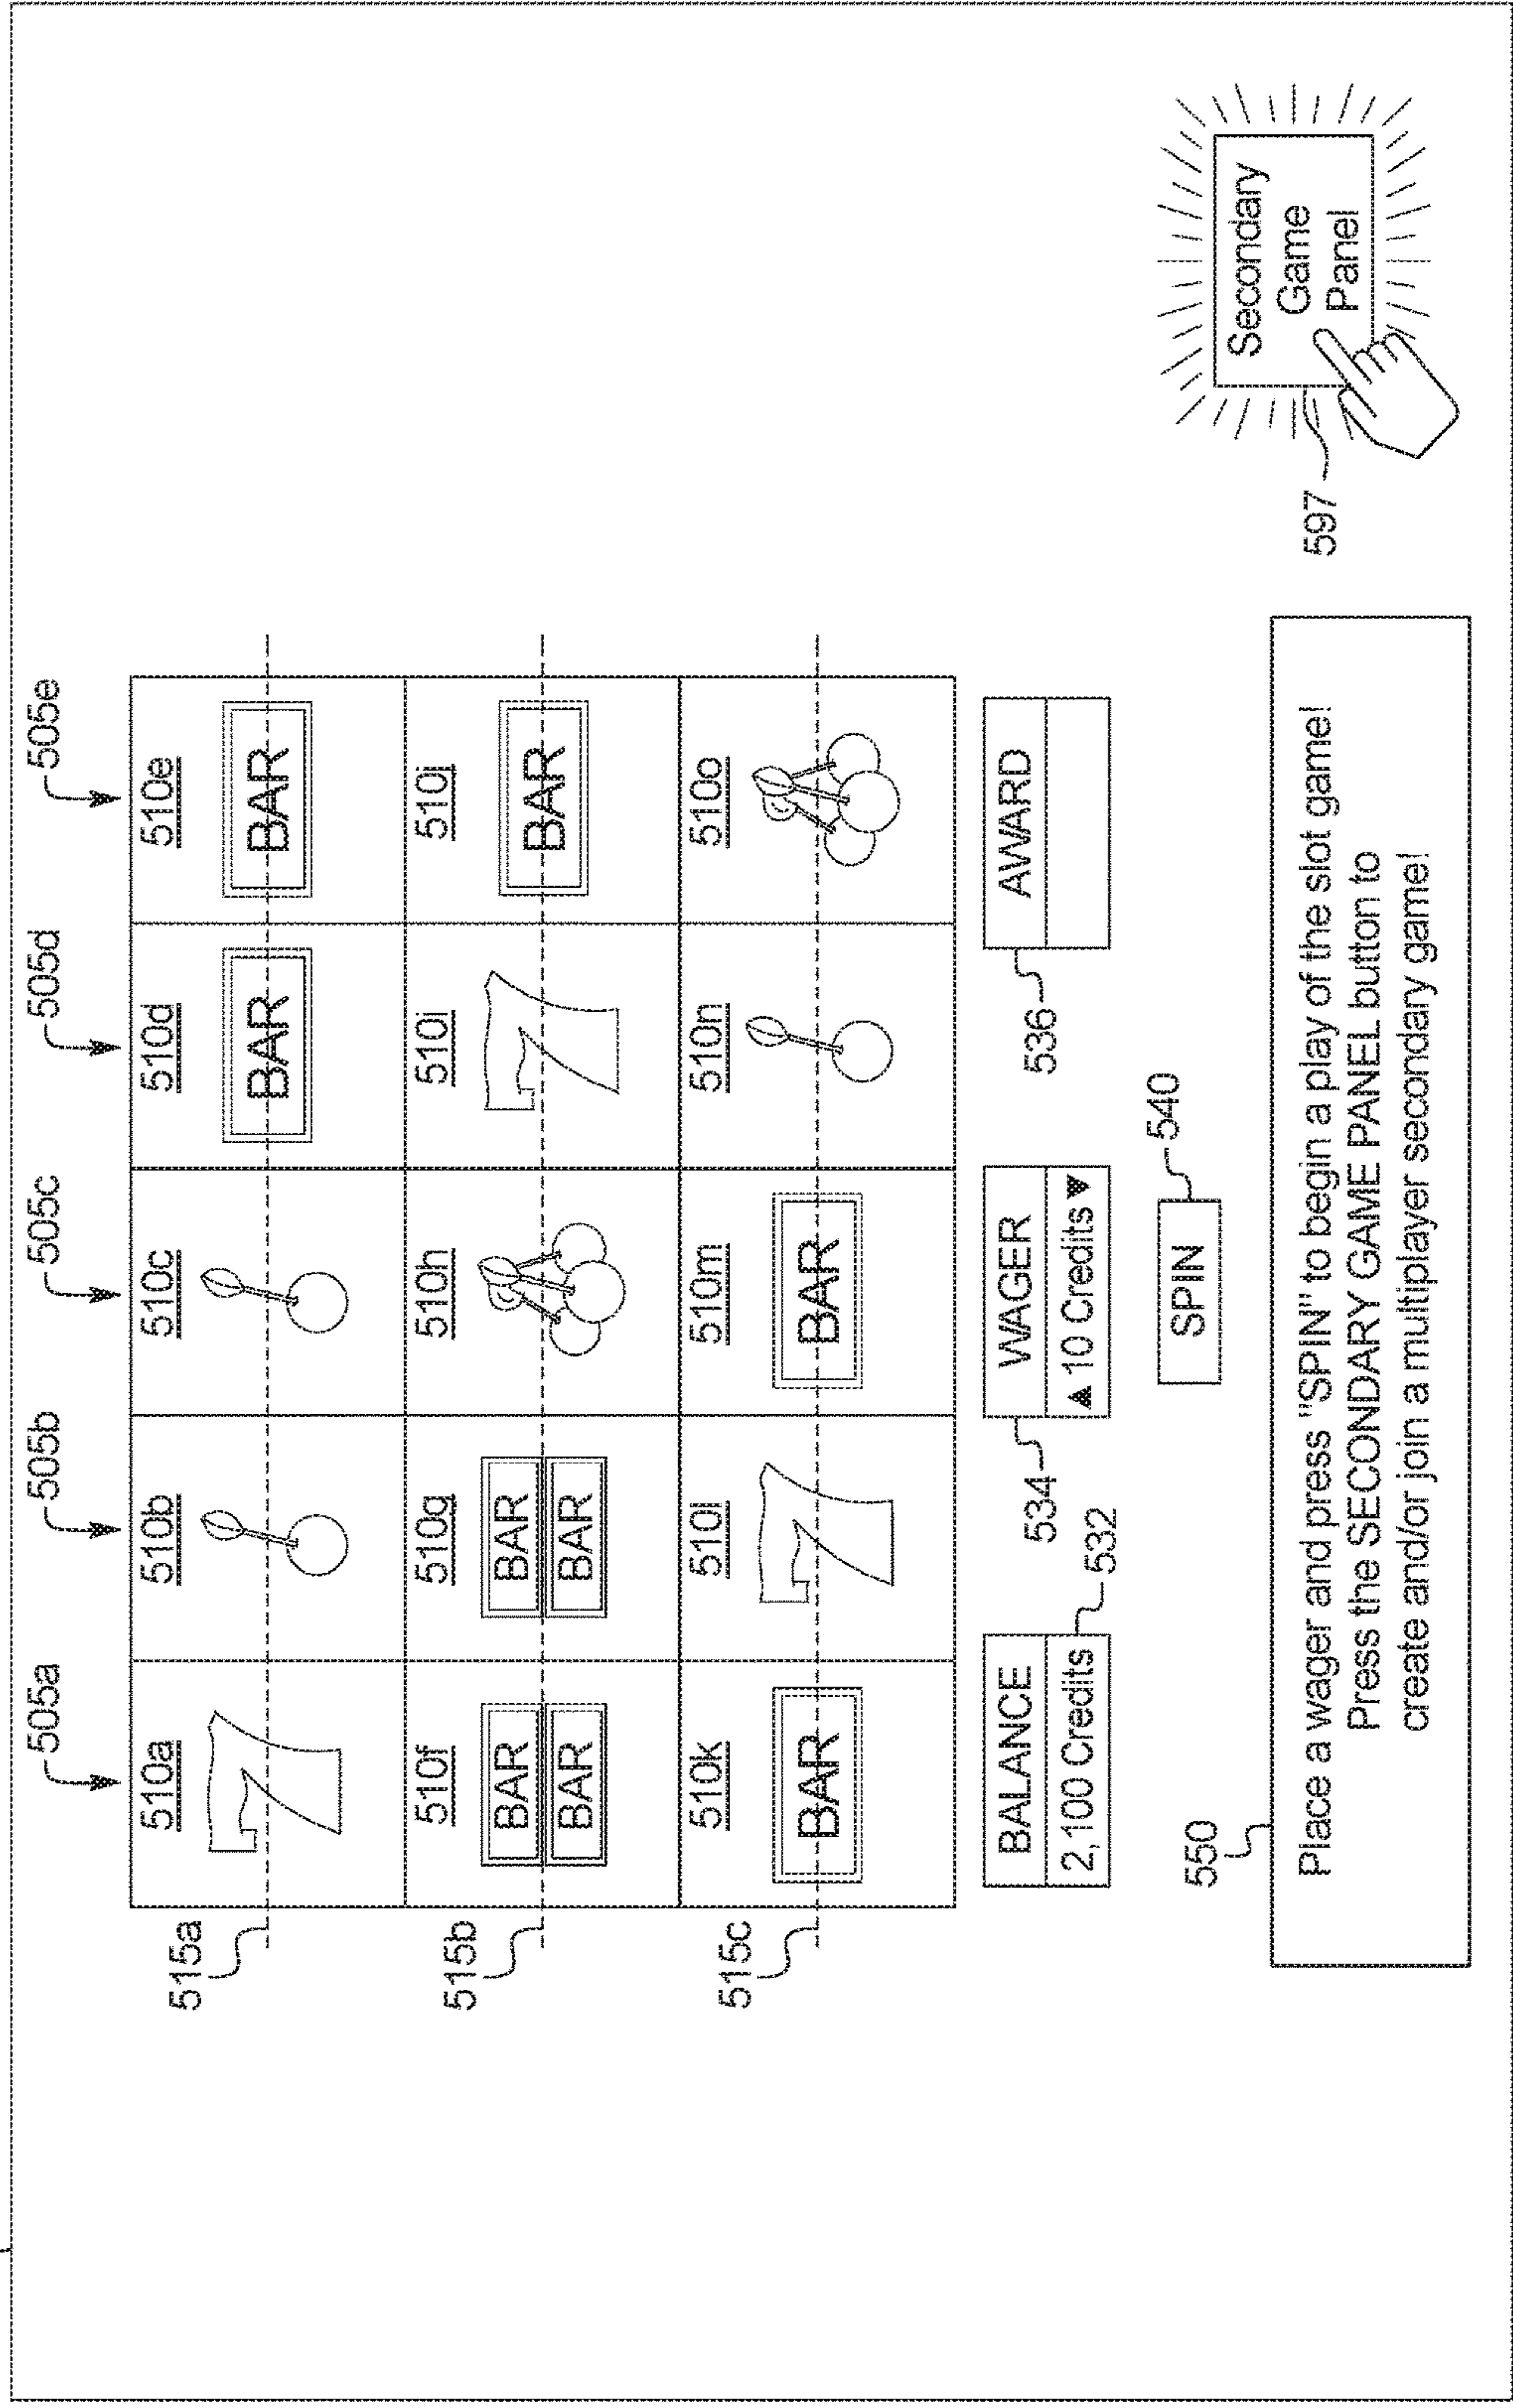 505a 505b 505c 505d 505e
510a 510b 510c 510d 510e
515a BAR BAR
510f 510g 510h 510i 510j
BAR BAR
515b BAR
BAR BAR
510k 510l 510m 510n 510o
515c BAR BAR
BALANCE WAGER AWARD
2,100 Credits ▲ 10 Credits ▼
532 534 536
SPIN 540
Secondary
Game
Panel
597
550
Place a wager and press "SPIN" to begin a play of the slot game!
Press the SECONDARY GAME PANEL button to
create and/or join a multiplayer secondary game!